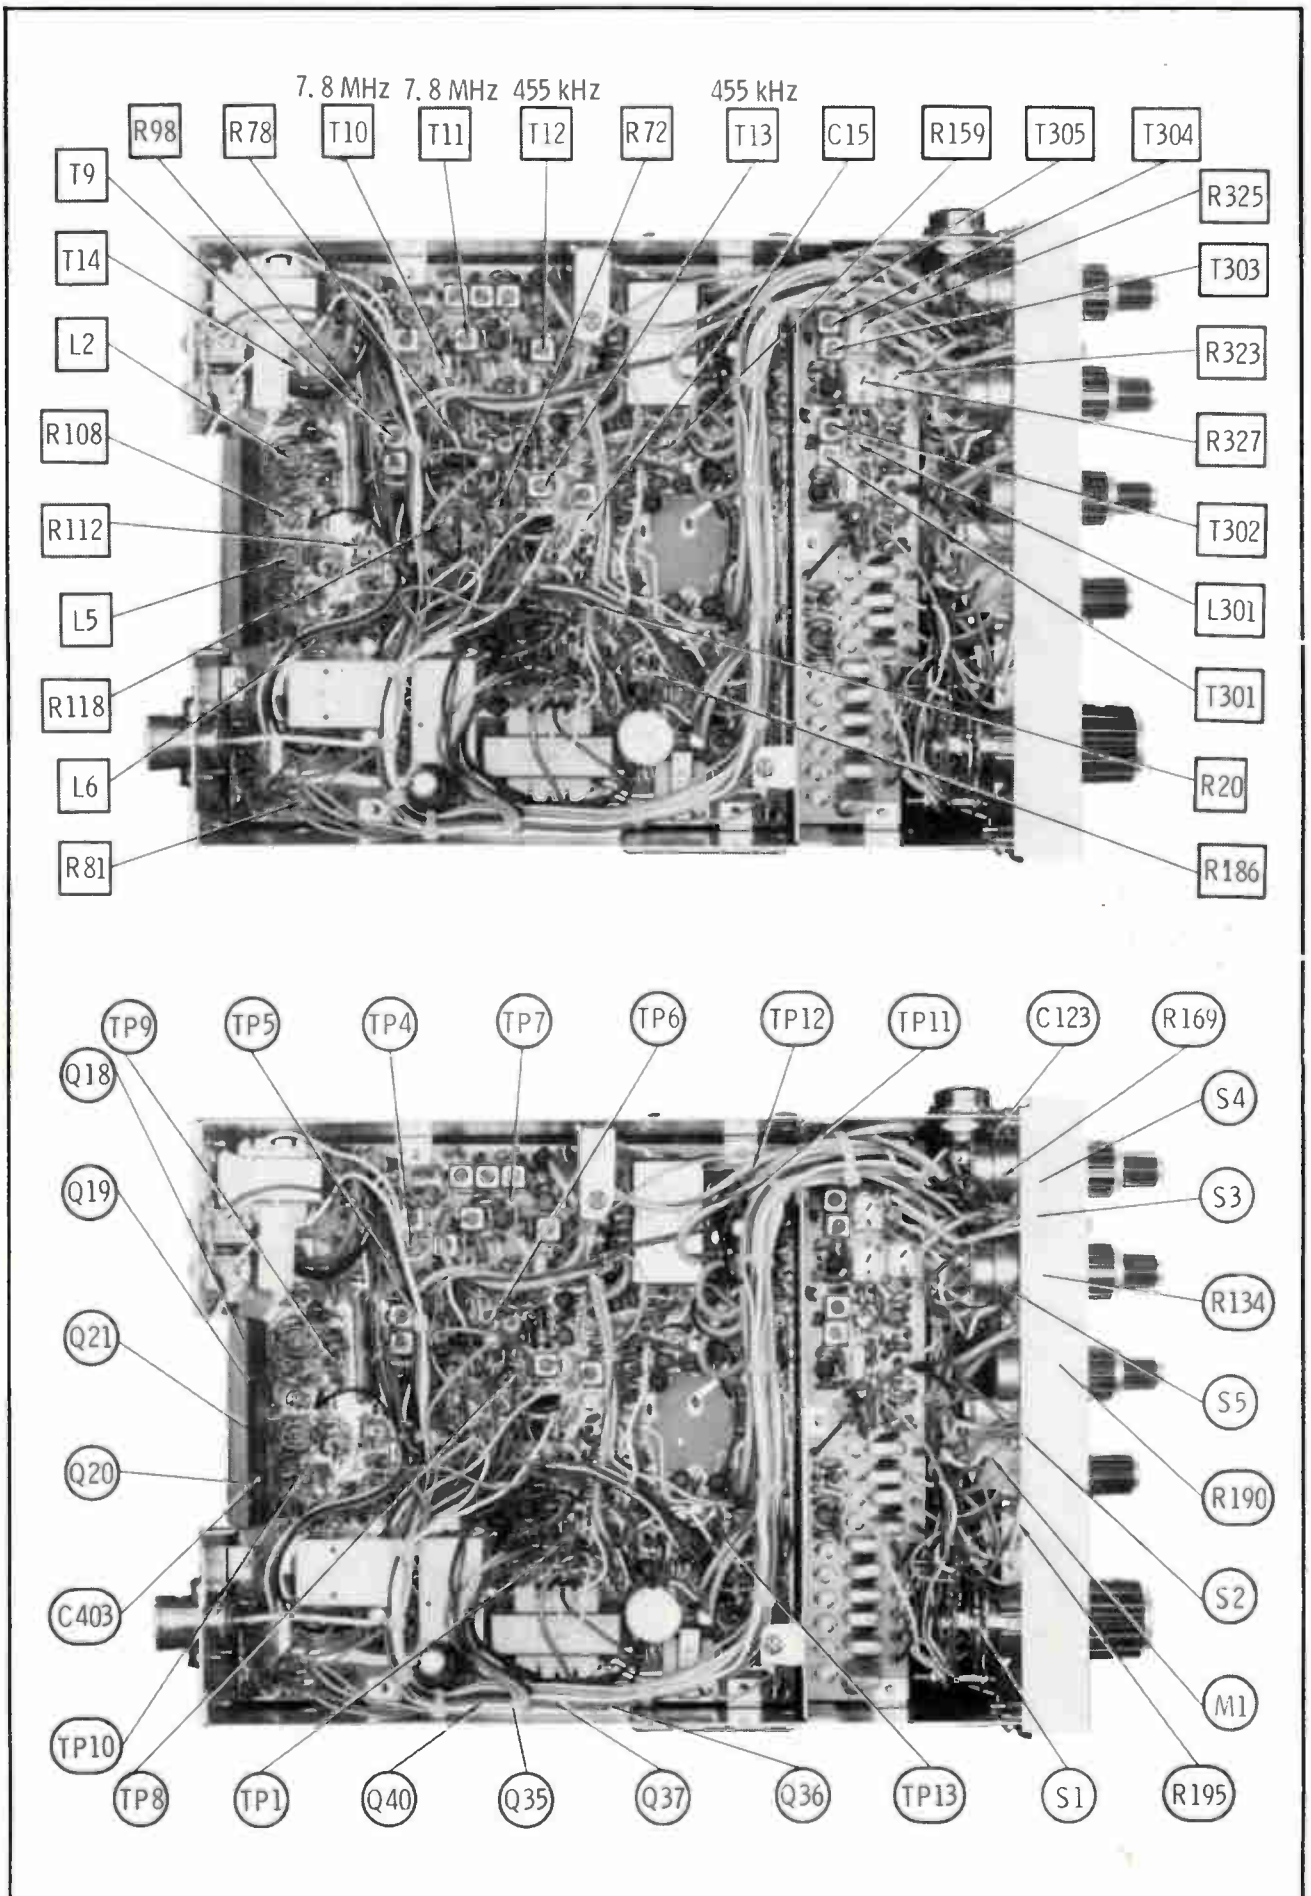 7.8 MHz 7.8 MHz 455 kHz 455 kHz
R98 R78 T10 T11 T12 R72 T13 C15 R159 T305 T304
T9
R325
T14
T303
L2
R323
R108
R327
R112
T302
L5
L301
R118
T301
L6
R20
R81
R186
TP9 TP5 TP4 TP7 TP6 TP12 TP11 C123 R169
Q18
S4
Q19
S3
Q21
R134
S5
Q20
R190
C403
S2
M1
TP10
TP8 TP1 Q40 Q35 Q37 Q36 TP13 S1 R195